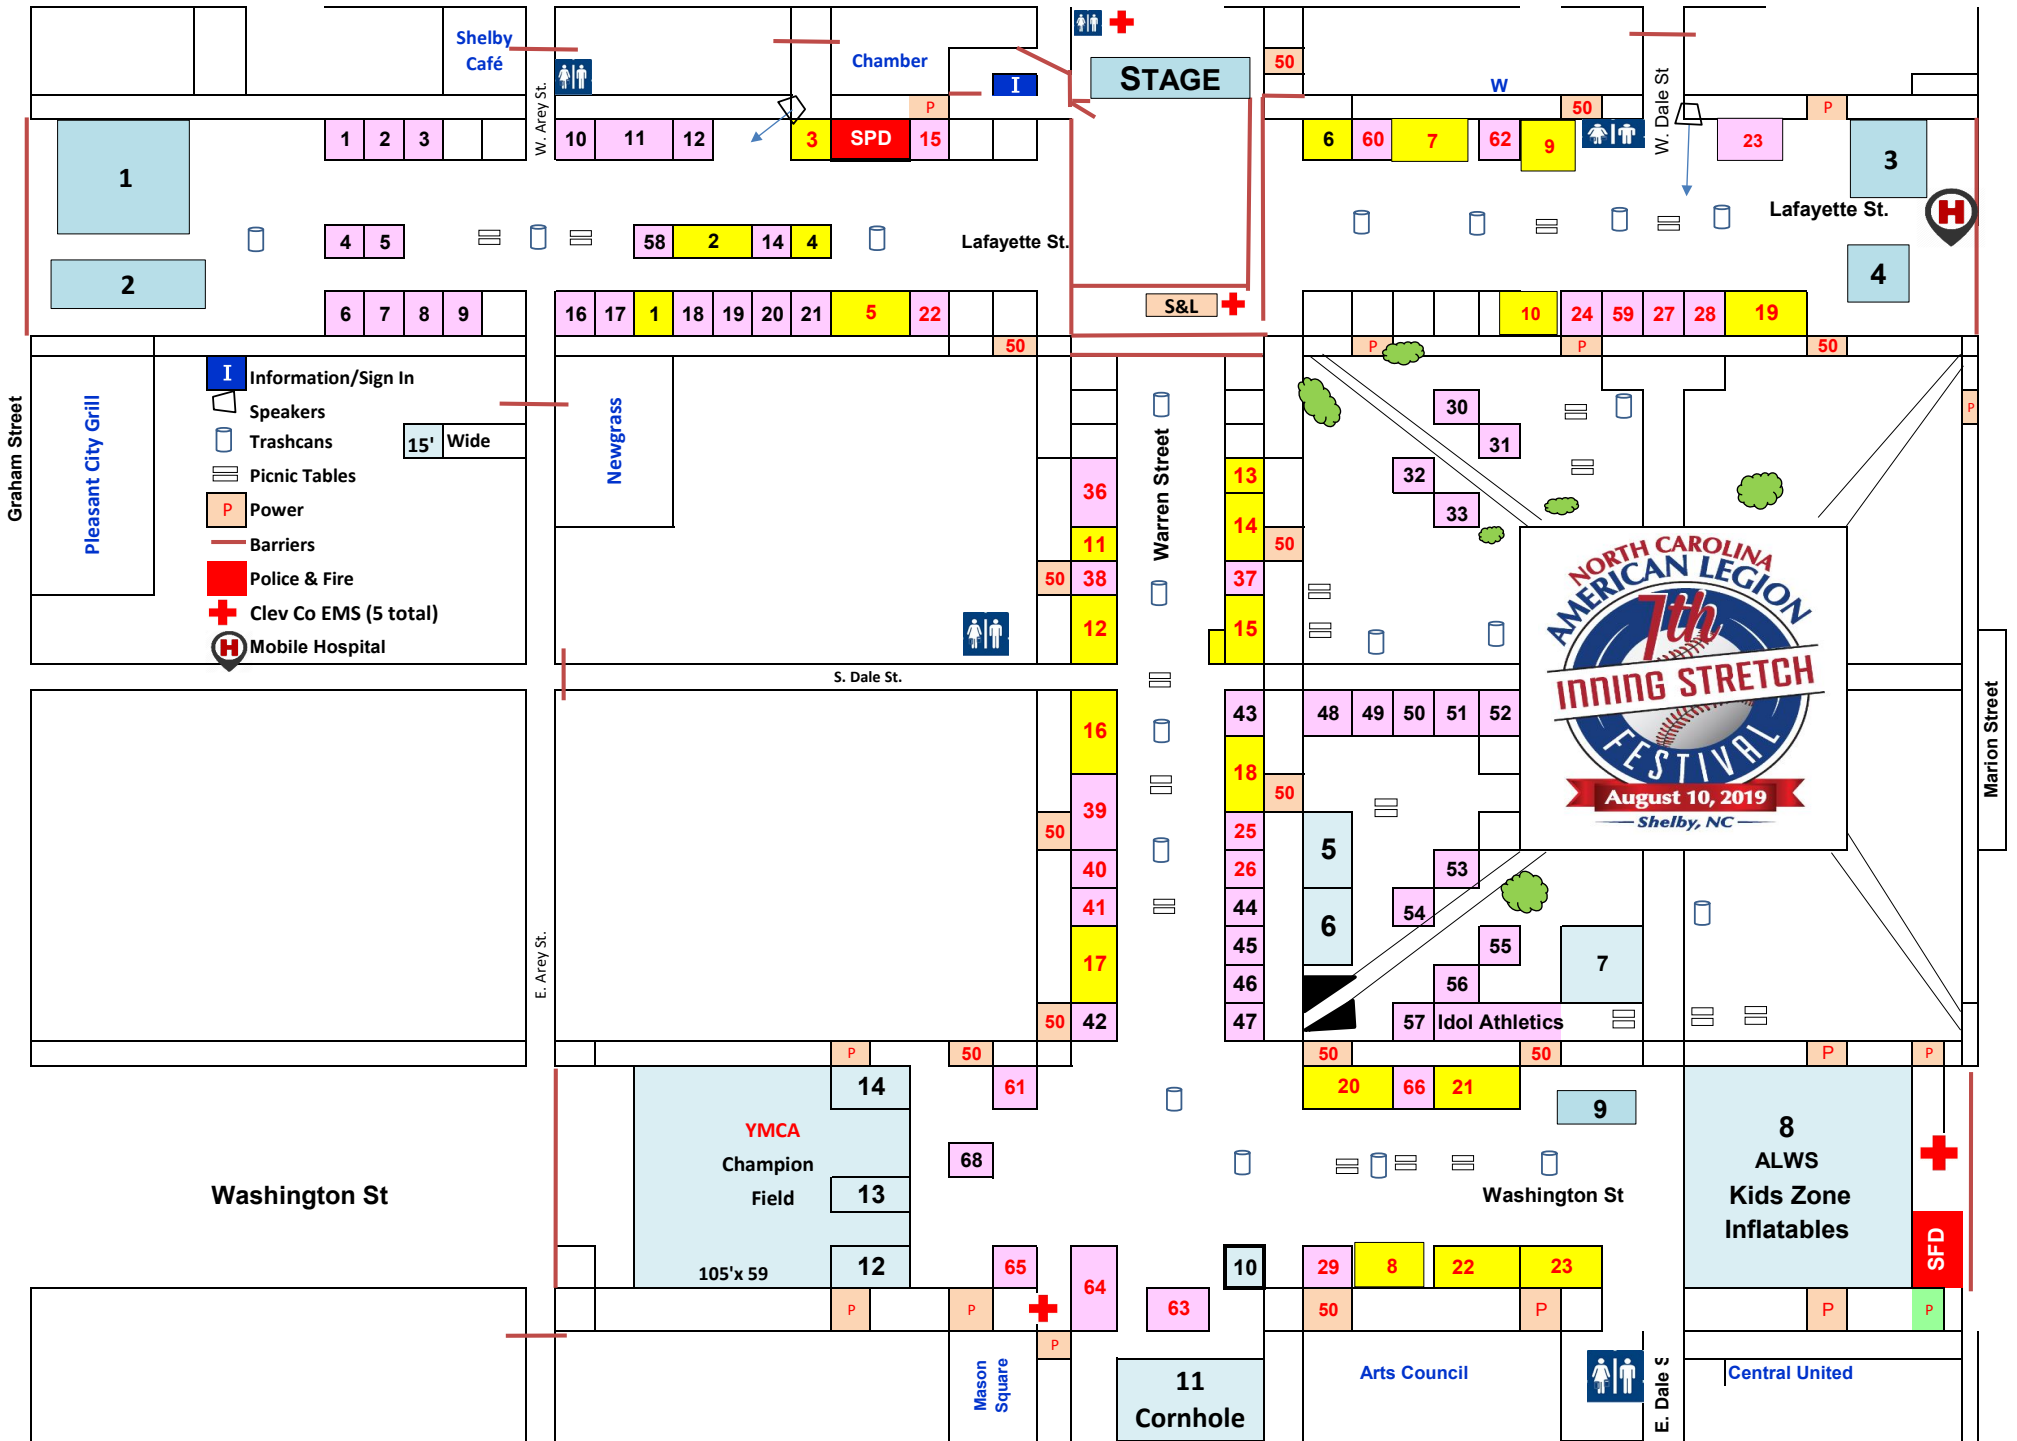 Shelby
Café
Chamber
STAGE
50
W
I
P
50
P
W. Arey St.
W. Dale St
1
1
2
3
10
11
12
3
SPD
15
6
60
7
62
9
23
3
Lafayette St.
4
5
58
2
14
4
Lafayette St.
2
4
S&L
6
7
8
9
16
17
1
18
19
20
21
5
22
10
24
59
27
28
19
50
P
P
50
I Information/Sign In
Speakers
Trashcans
15' Wide
Picnic Tables
P Power
Barriers
Police & Fire
Clev Co EMS (5 total)
H Mobile Hospital
Graham Street
Pleasant City Grill
Newgrass
Warren Street
H
P
30
31
32
33
36
13
14
11
50
50
38
37
12
15
NORTH CAROLINA
AMERICAN LEGION
7th
INNING STRETCH
FESTIVAL
August 10, 2019
Shelby, NC
Marion Street
S. Dale St.
16
43
48
49
50
51
52
18
50
39
50
25
5
40
26
53
41
44
54
6
17
45
55
7
46
56
50
42
47
57
Idol Athletics
E. Arey St.
P
50
50
50
P
P
14
61
20
66
21
9
YMCA
Champion
Field
68
13
105'x 59
12
65
64
63
10
29
8
22
23
8
ALWS
Kids Zone
Inflatables
SFD
Washington St
Washington St
P
P
P
50
P
P
P
Mason
Square
11
Cornhole
Arts Council
E. Dale S
Central United